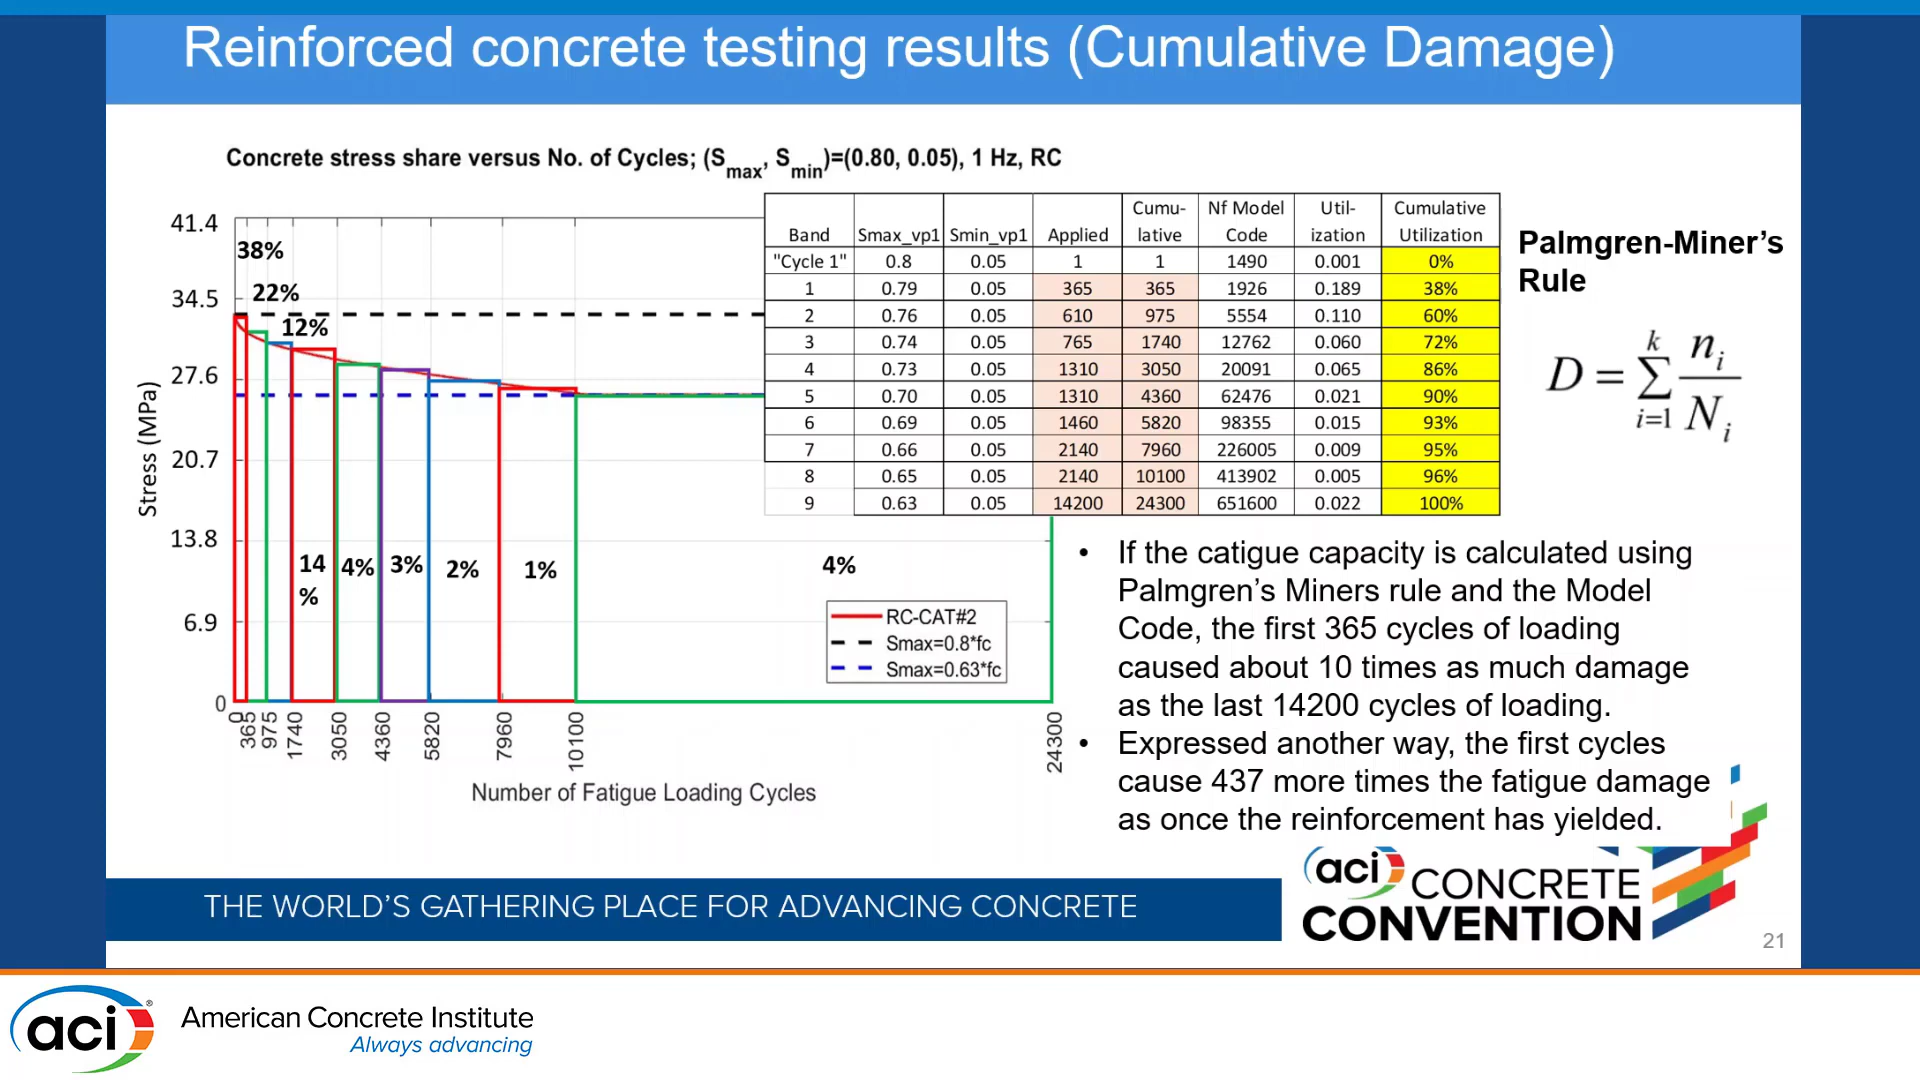 Reinforced concrete testing results (Cumulative Damage)
Concrete stress share versus No. of Cycles; (Smax, Smin)=(0.80, 0.05), 1 Hz, RC
Stress (MPa)
41.4
34.5
27.6
20.7
13.8
6.9
0
38%
22%
12%
14
%
4%
3%
2%
1%
4%
RC-CAT#2
Smax=0.8*fc
Smax=0.63*fc
0
365
975
1740
3050
4360
5820
7960
10100
24300
Number of Fatigue Loading Cycles
Cumu- Nf Model Util- Cumulative
Band Smax_vp1 Smin_vp1 Applied lative Code ization Utilization
"Cycle 1" 0.8 0.05 1 1 1490 0.001 0%
1 0.79 0.05 365 365 1926 0.189 38%
2 0.76 0.05 610 975 5554 0.110 60%
3 0.74 0.05 765 1740 12762 0.060 72%
4 0.73 0.05 1310 3050 20091 0.065 86%
5 0.70 0.05 1310 4360 62476 0.021 90%
6 0.69 0.05 1460 5820 98355 0.015 93%
7 0.66 0.05 2140 7960 226005 0.009 95%
8 0.65 0.05 2140 10100 413902 0.005 96%
9 0.63 0.05 14200 24300 651600 0.022 100%
Palmgren-Miner's
Rule
D = ∑ᵢ₌₁ᵏ nᵢ / Nᵢ
• If the catigue capacity is calculated using
Palmgren's Miners rule and the Model
Code, the first 365 cycles of loading
caused about 10 times as much damage
as the last 14200 cycles of loading.
• Expressed another way, the first cycles
cause 437 more times the fatigue damage
as once the reinforcement has yielded.
THE WORLD'S GATHERING PLACE FOR ADVANCING CONCRETE
aci CONCRETE
CONVENTION
21
aci®
American Concrete Institute
Always advancing